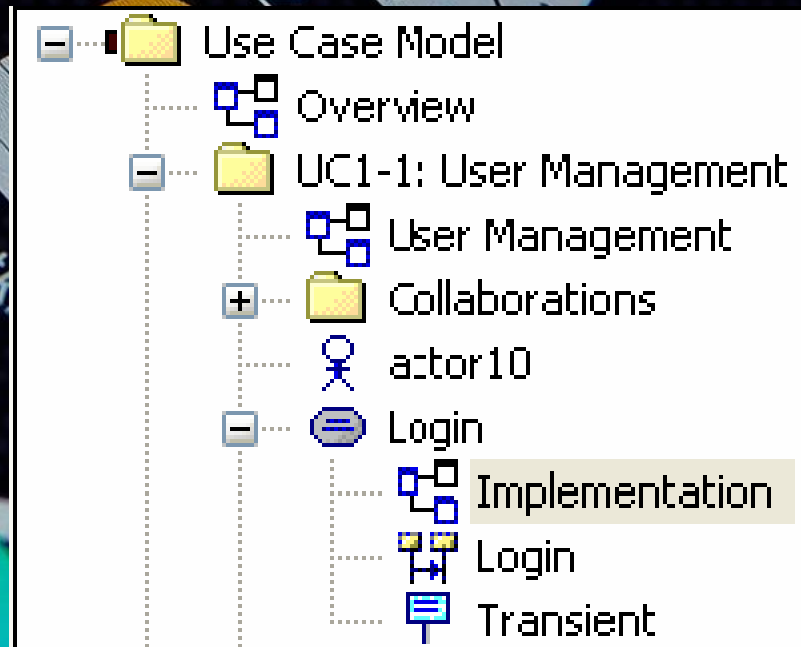 Use Case Model
Overview
UC1-1: User Management
User Management
Collaborations
actor10
Login
Implementation
Login
Transient